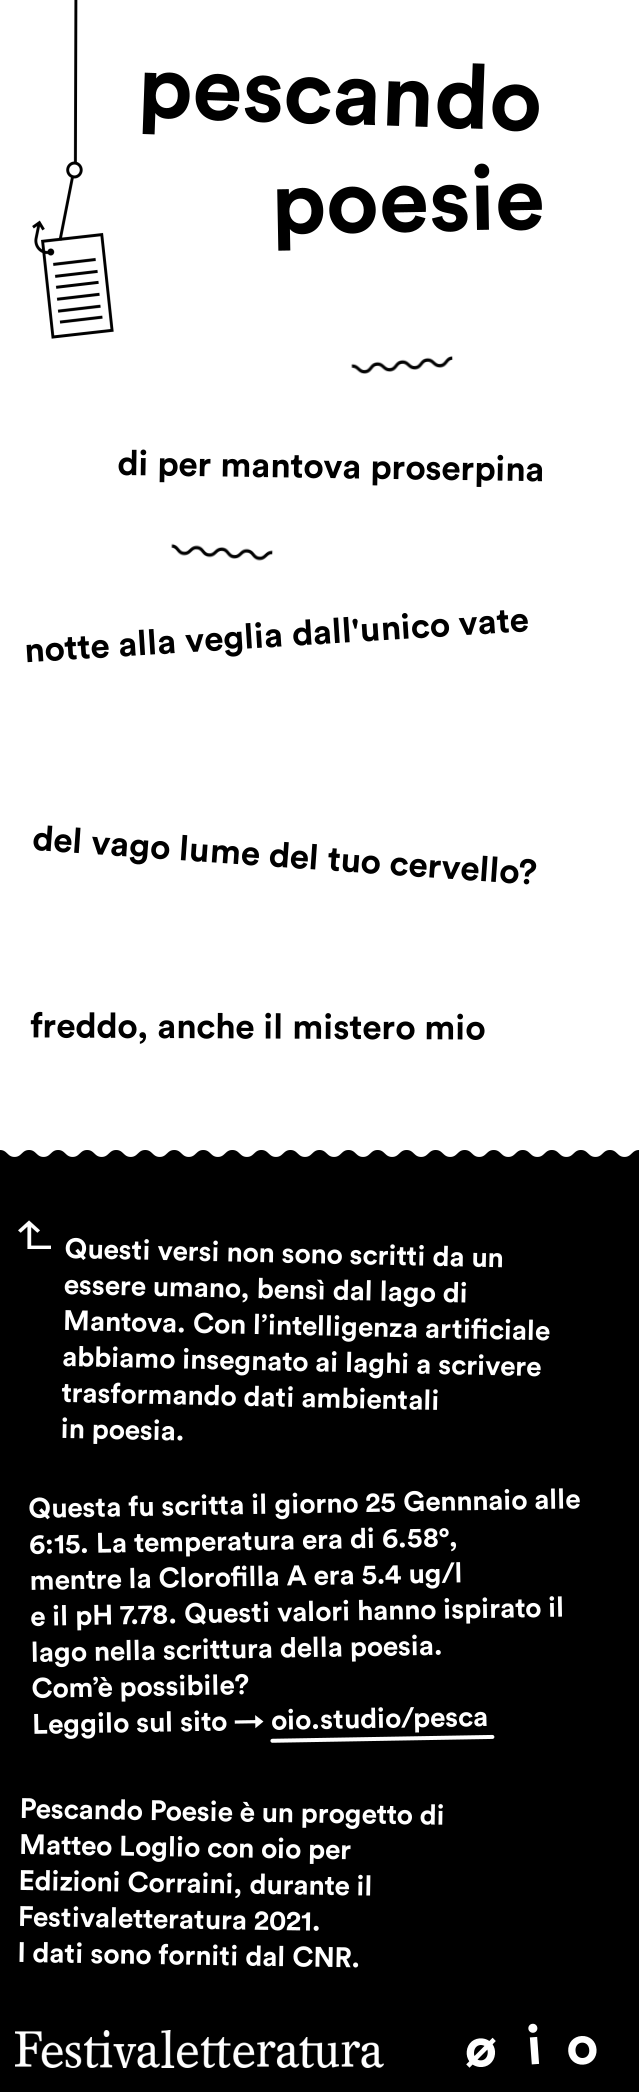 pescando
poesie
di per mantova proserpina
notte alla veglia dall'unico vate
del vago lume del tuo cervello?
freddo, anche il mistero mio
Questi versi non sono scritti da un
essere umano, bensì dal lago di
Mantova. Con l’intelligenza artificiale
abbiamo insegnato ai laghi a scrivere
trasformando dati ambientali
in poesia.
Questa fu scritta il giorno 25 Gennnaio alle
6:15. La temperatura era di 6.58°,
mentre la Clorofilla A era 5.4 ug/l
e il pH 7.78. Questi valori hanno ispirato il
lago nella scrittura della poesia.
Com’è possibile?
Leggilo sul sito → oio.studio/pesca
Pescando Poesie è un progetto di
Matteo Loglio con oio per
Edizioni Corraini, durante il
Festivaletteratura 2021.
I dati sono forniti dal CNR.
Festivaletteratura ø i o